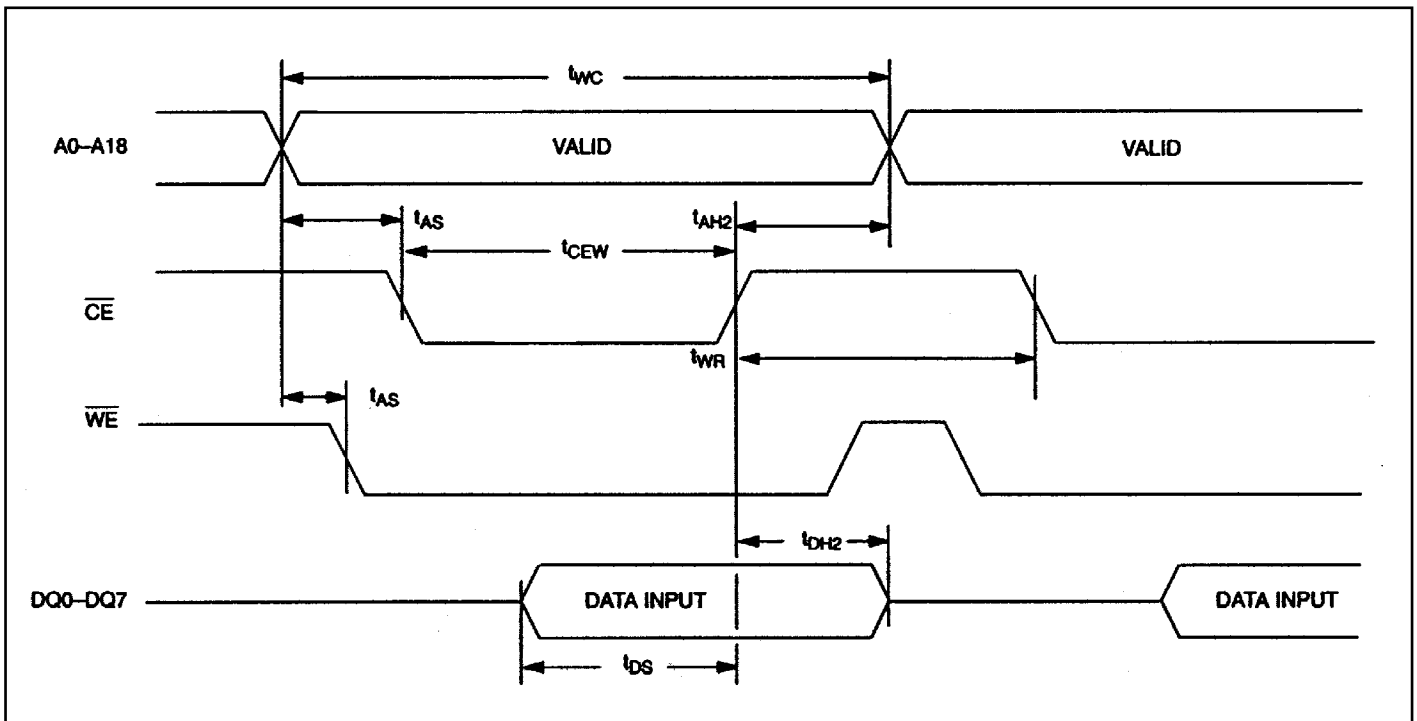 tWC
A0–A18 VALID VALID
tAS tAH2
tCEW
CE
tWR
tAS
WE
tDH2
DQ0–DQ7 DATA INPUT DATA INPUT
tDS